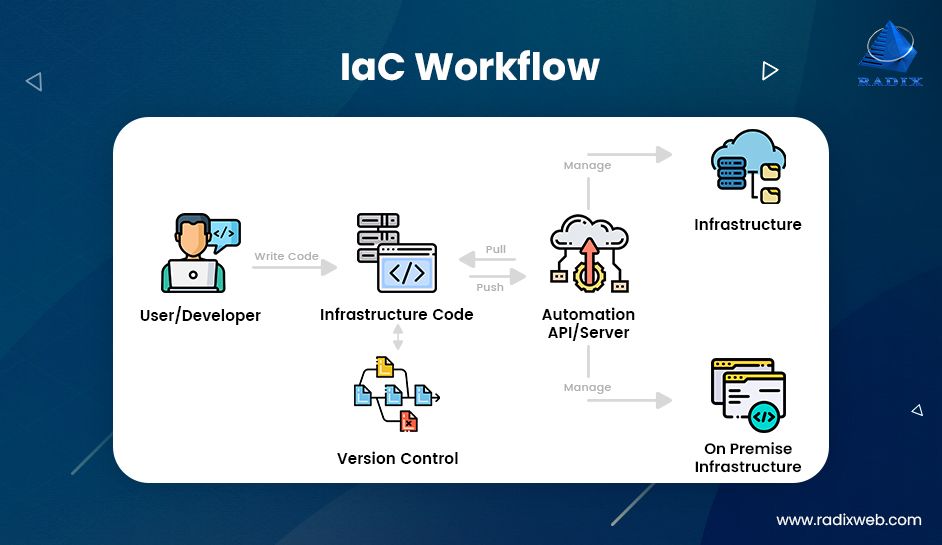 IaC Workflow
RADIX
Manage
Infrastructure
</>
Write Code
Pull
Push
</>
User/Developer
Infrastructure Code
Automation
API/Server
Manage
</>
Version Control
On Premise
Infrastructure
www.radixweb.com